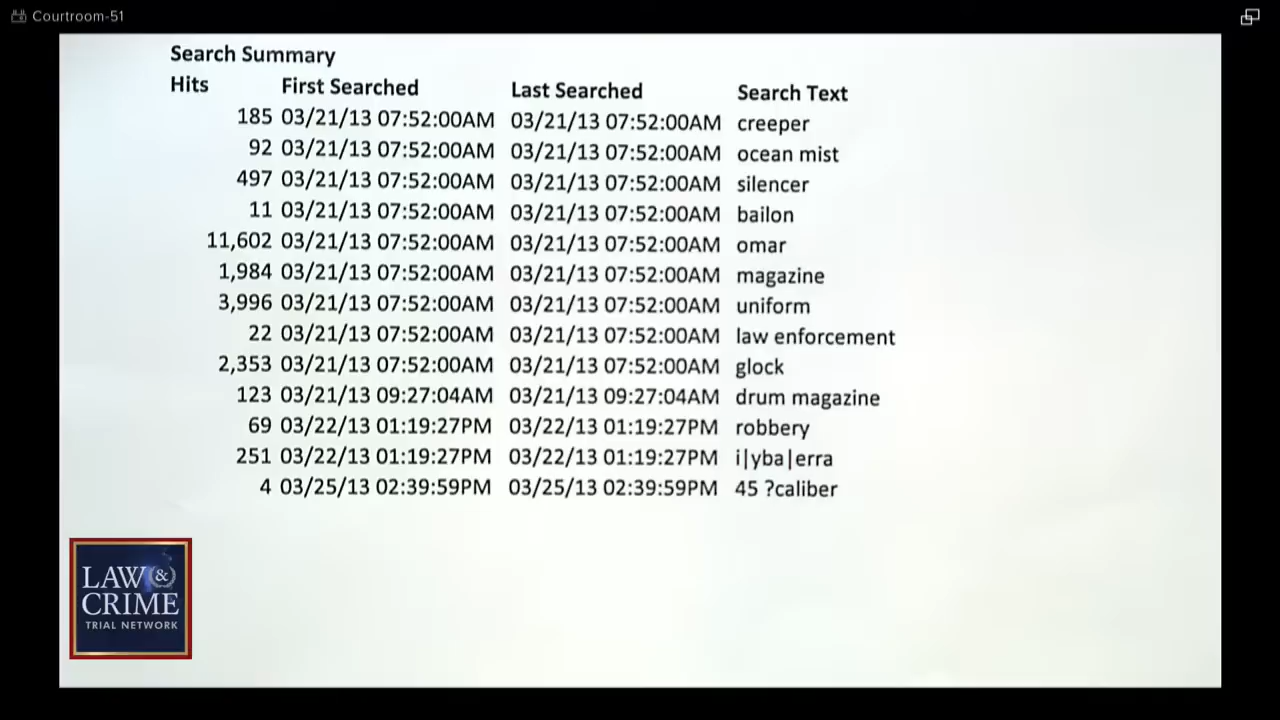 Courtroom-51
Search Summary
Hits First Searched Last Searched Search Text
185 03/21/13 07:52:00AM 03/21/13 07:52:00AM creeper
92 03/21/13 07:52:00AM 03/21/13 07:52:00AM ocean mist
497 03/21/13 07:52:00AM 03/21/13 07:52:00AM silencer
11 03/21/13 07:52:00AM 03/21/13 07:52:00AM bailon
11,602 03/21/13 07:52:00AM 03/21/13 07:52:00AM omar
1,984 03/21/13 07:52:00AM 03/21/13 07:52:00AM magazine
3,996 03/21/13 07:52:00AM 03/21/13 07:52:00AM uniform
22 03/21/13 07:52:00AM 03/21/13 07:52:00AM law enforcement
2,353 03/21/13 07:52:00AM 03/21/13 07:52:00AM glock
123 03/21/13 09:27:04AM 03/21/13 09:27:04AM drum magazine
69 03/22/13 01:19:27PM 03/22/13 01:19:27PM robbery
251 03/22/13 01:19:27PM 03/22/13 01:19:27PM i|yba|erra
4 03/25/13 02:39:59PM 03/25/13 02:39:59PM 45 ?caliber
LAW &
CRIME
TRIAL NETWORK